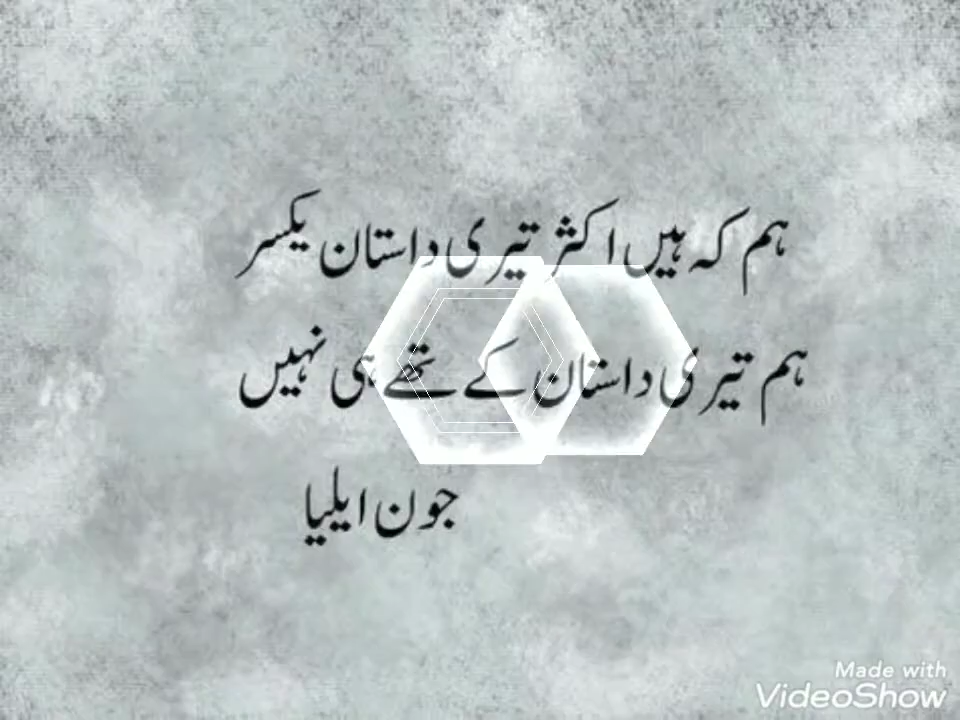 ہم کہ ہیں اکثر تیری داستان یکسر
ہم تیری داستان کے تھے ہی نہیں
جون ایلیا
Made with
VideoShow